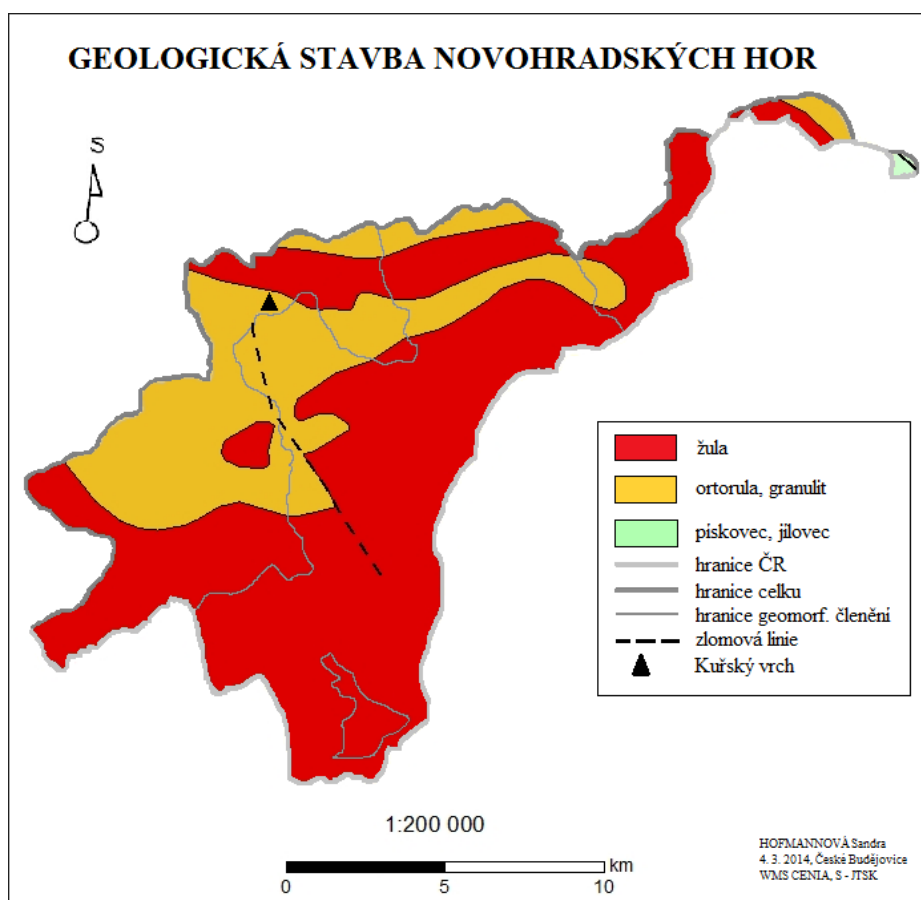 GEOLOGICKÁ STAVBA NOVOHRADSKÝCH HOR
S
žula
ortorula, granulit
pískovec, jílovec
hranice ČR
hranice celku
hranice geomorf. členění
zlomová línie
Kuřský vrch
1:200 000
km
0 5 10
HOFMANNOVÁ Sandra
4. 3. 2014, České Budějovice
WMS CENIA, S - JTSK